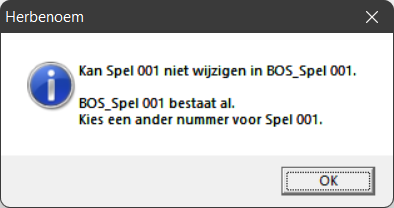 Herbenoem
Kan Spel 001 niet wijzigen in BOS_Spel 001.
BOS_Spel 001 bestaat al.
Kies een ander nummer voor Spel 001.
OK